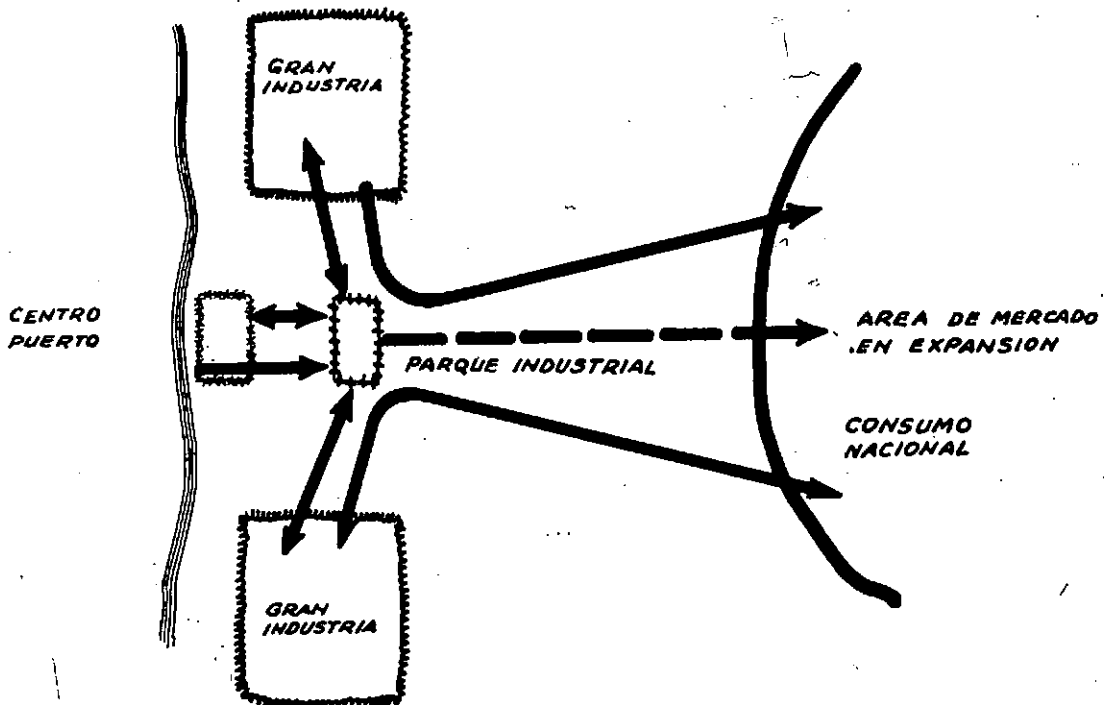 GRAN
INDUSTRIA
CENTRO
PUERTO
PARQUE INDUSTRIAL
AREA DE MERCADO
EN EXPANSION
CONSUMO
NACIONAL
GRAN
INDUSTRIA